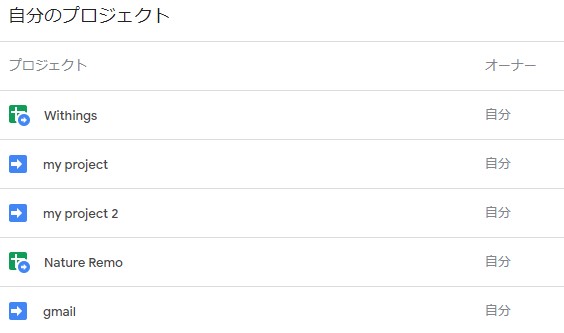 自分のプロジェクト
プロジェクト オーナー
Withings 自分
my project 自分
my project 2 自分
Nature Remo 自分
gmail 自分